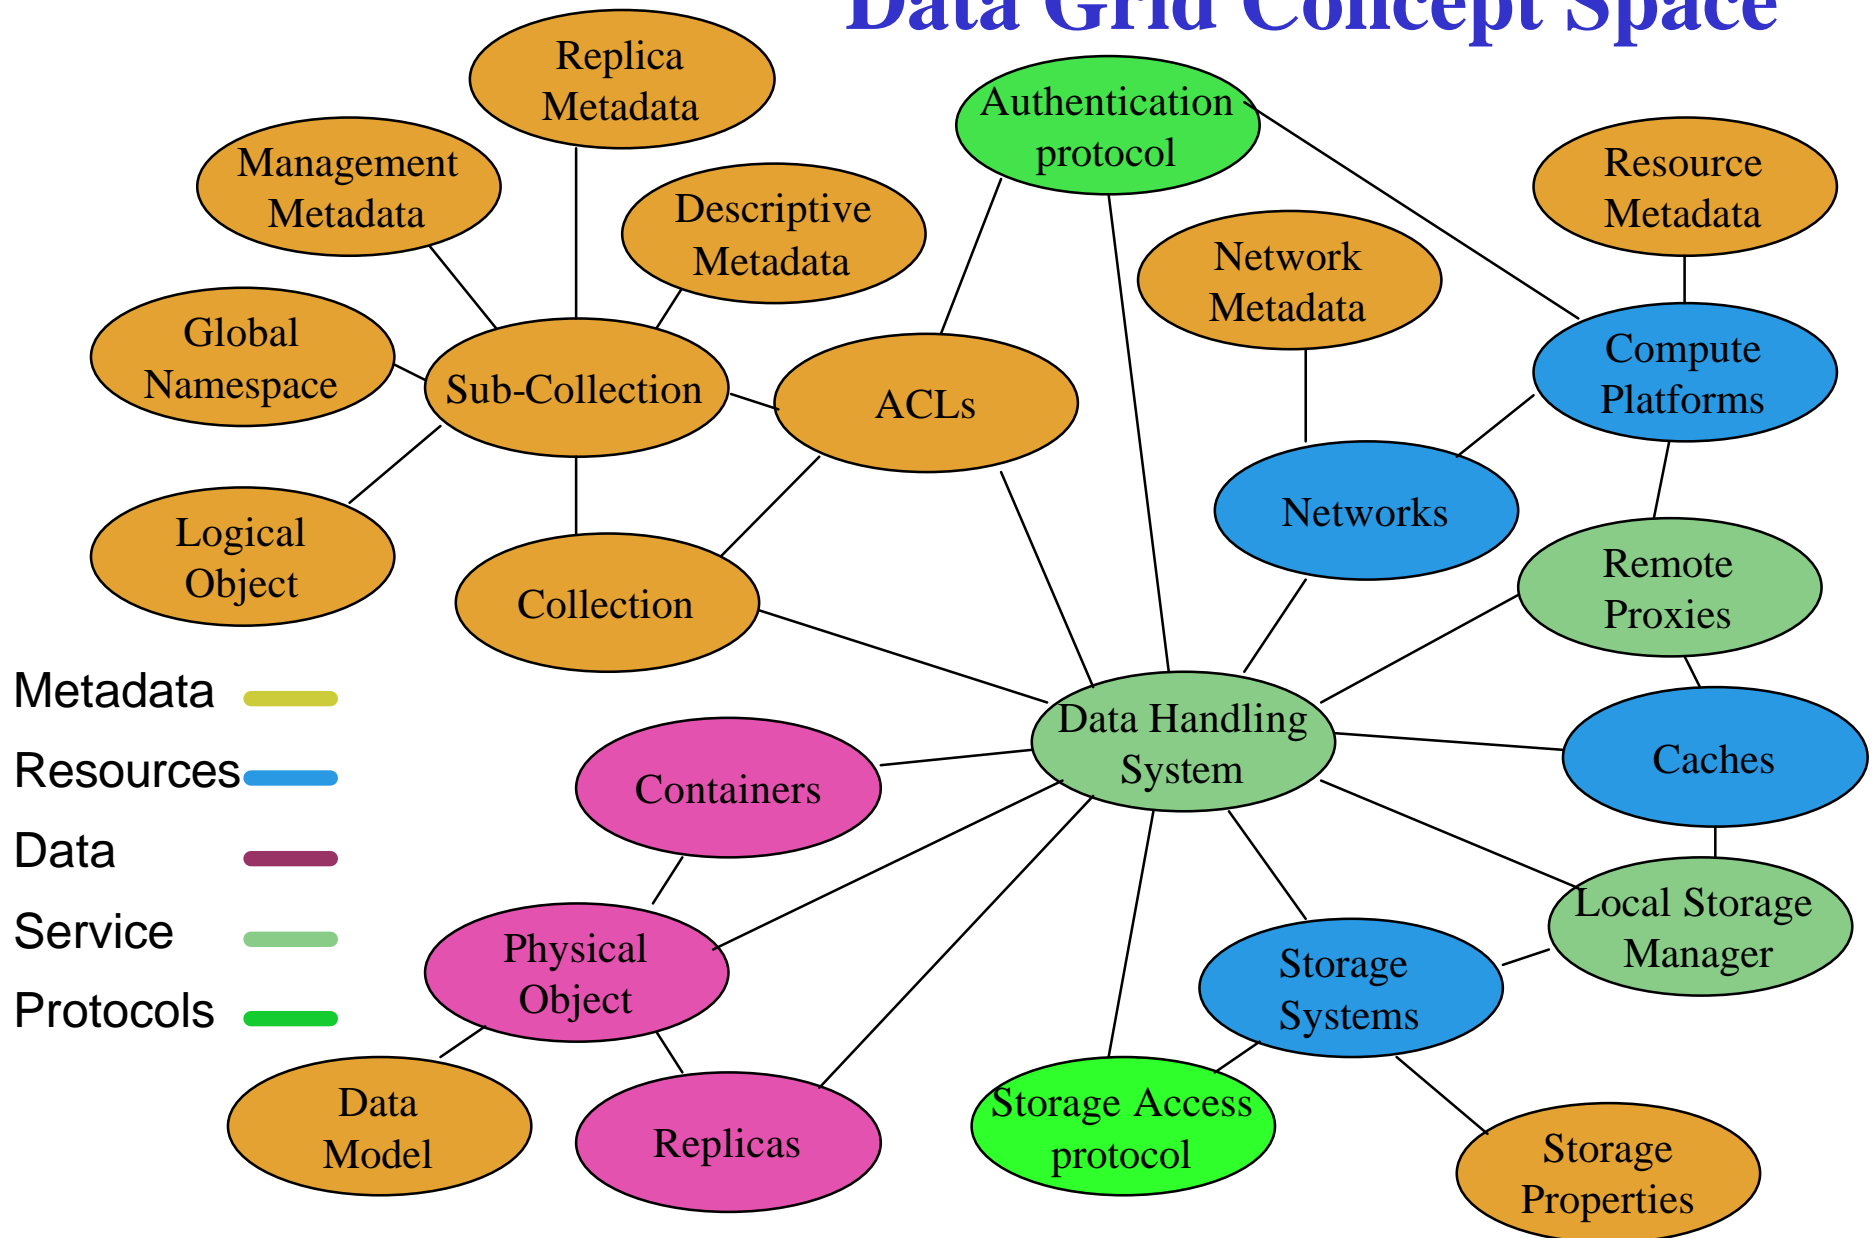 Data Grid Concept Space
Replica
Metadata
Authentication
protocol
Management
Metadata
Resource
Metadata
Descriptive
Metadata
Network
Metadata
Global
Namespace
Sub-Collection
ACLs
Compute
Platforms
Networks
Logical
Object
Collection
Remote
Proxies
Metadata
Resources
Data
Service
Protocols
Data Handling
System
Containers
Caches
Local Storage
Manager
Physical
Object
Storage
Systems
Data
Model
Replicas
Storage Access
protocol
Storage
Properties